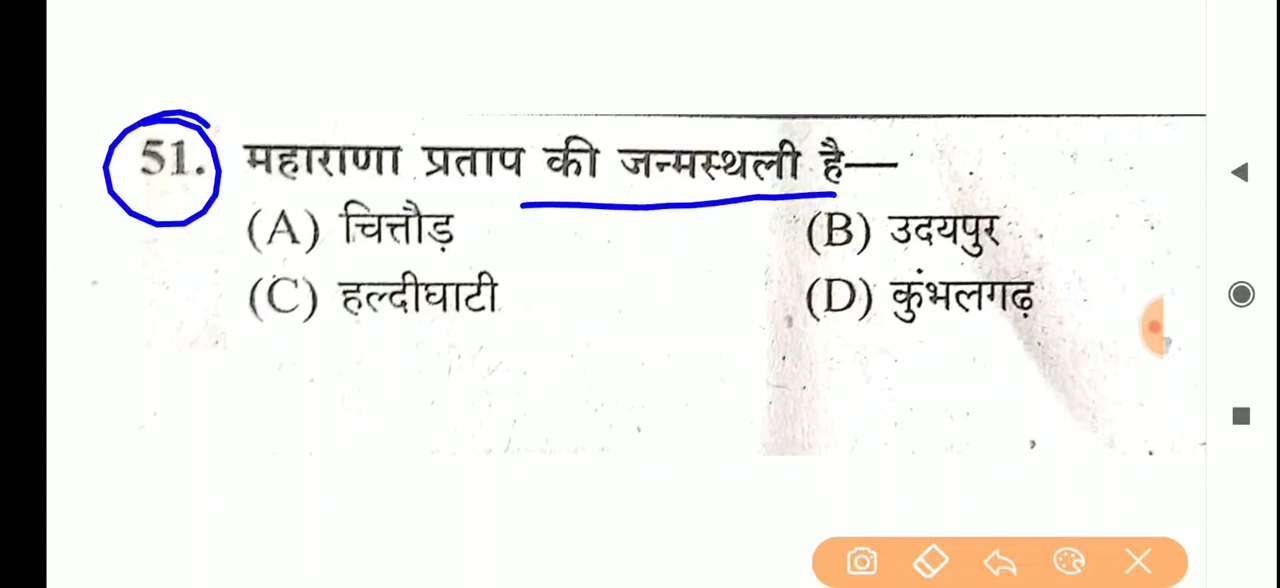 51. महाराणा प्रताप की जन्मस्थली है—
(A) चित्तौड़ (B) उदयपुर
(C) हल्दीघाटी (D) कुंभलगढ़